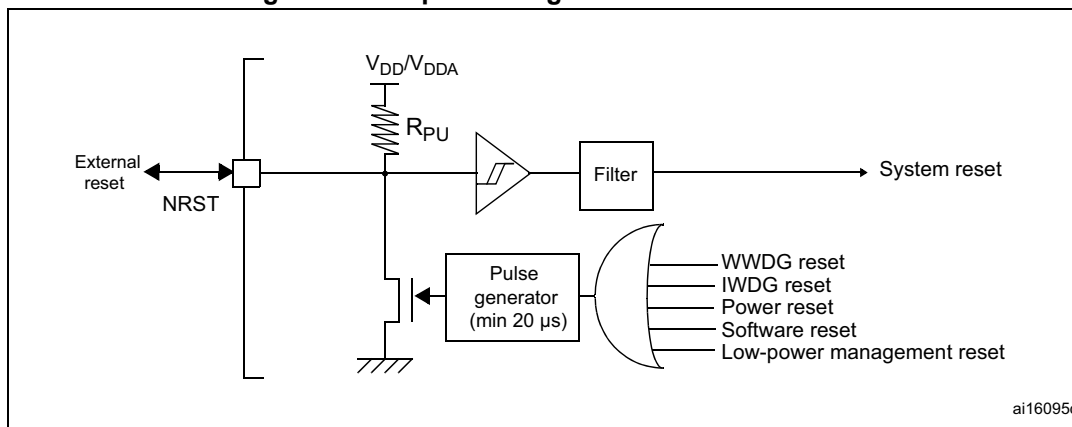 VDD/VDDA
RPU
External
reset
NRST
Filter
System reset
Pulse
generator
(min 20 µs)
WWDG reset
IWDG reset
Power reset
Software reset
Low-power management reset